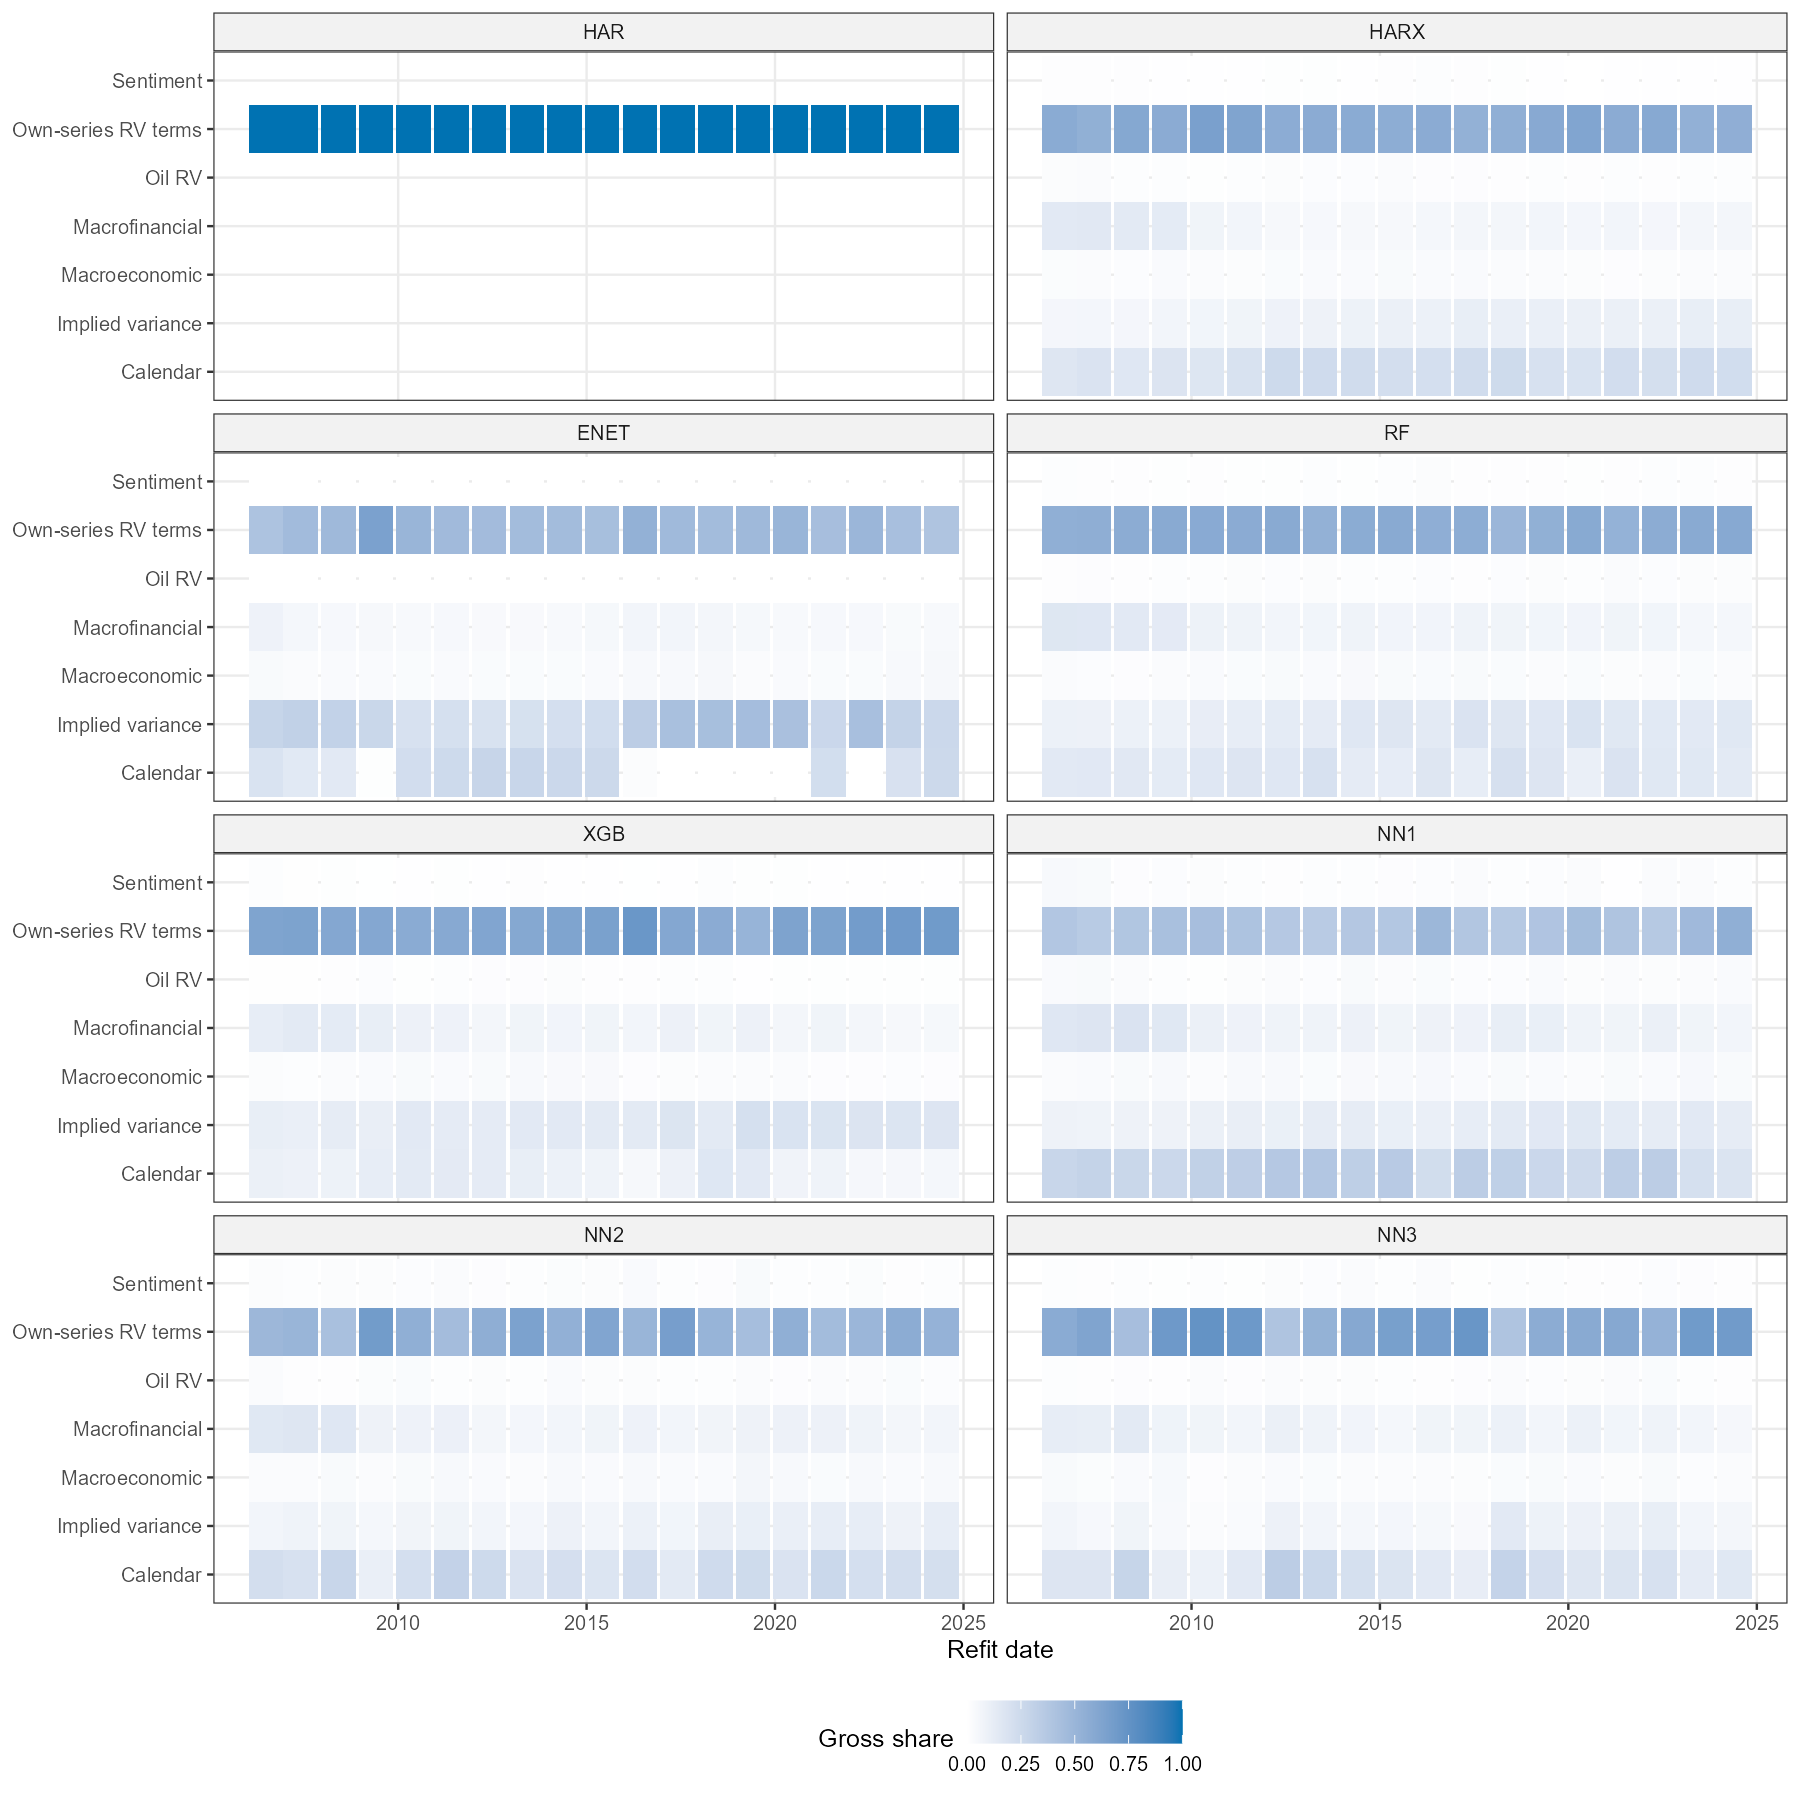 HAR
HARX
Sentiment
Own-series RV terms
Oil RV
Macrofinancial
Macroeconomic
Implied variance
Calendar
ENET
RF
Sentiment
Own-series RV terms
Oil RV
Macrofinancial
Macroeconomic
Implied variance
Calendar
XGB
NN1
Sentiment
Own-series RV terms
Oil RV
Macrofinancial
Macroeconomic
Implied variance
Calendar
NN2
NN3
Sentiment
Own-series RV terms
Oil RV
Macrofinancial
Macroeconomic
Implied variance
Calendar
2010 2015 2020 2025 2010 2015 2020 2025
Refit date
Gross share
0.00 0.25 0.50 0.75 1.00